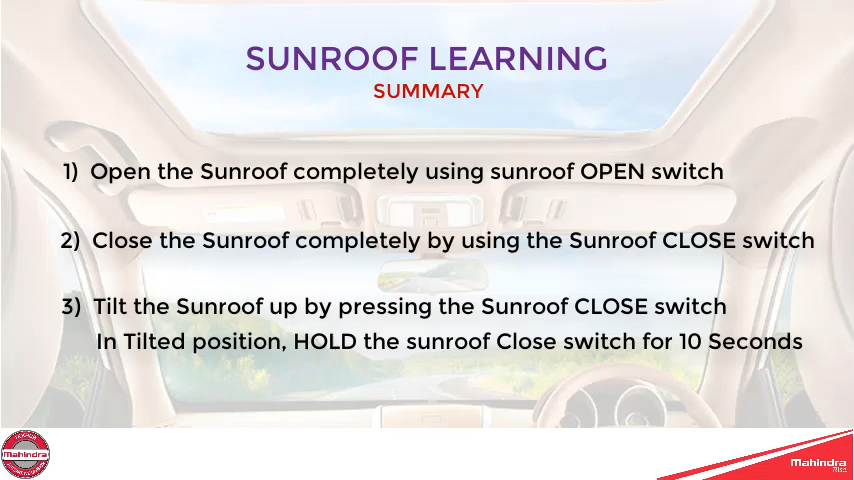 SUNROOF LEARNING
SUMMARY
1) Open the Sunroof completely using sunroof OPEN switch
2) Close the Sunroof completely by using the Sunroof CLOSE switch
3) Tilt the Sunroof up by pressing the Sunroof CLOSE switch
In Tilted position, HOLD the sunroof Close switch for 10 Seconds
Mahindra
Mahindra
Rise.